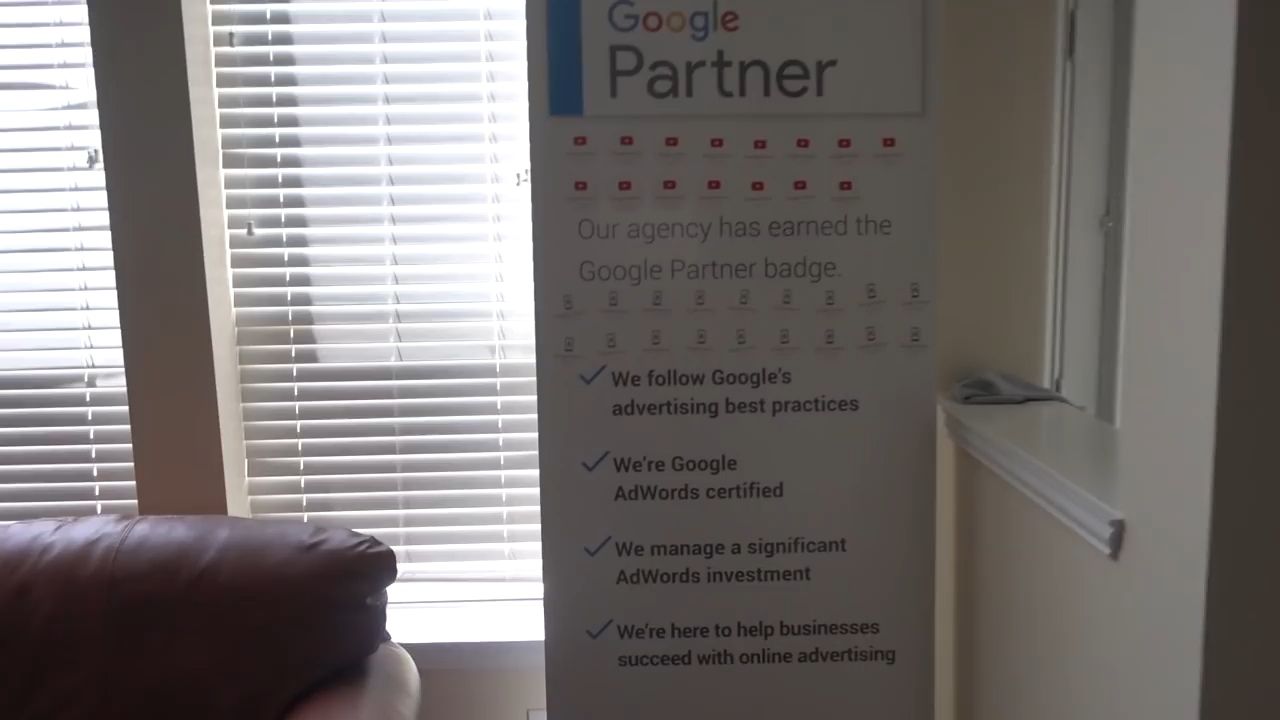 Google
Partner
Our agency has earned the
Google Partner badge.
We follow Google's
advertising best practices
We're Google
AdWords certified
We manage a significant
AdWords investment
We're here to help businesses
succeed with online advertising